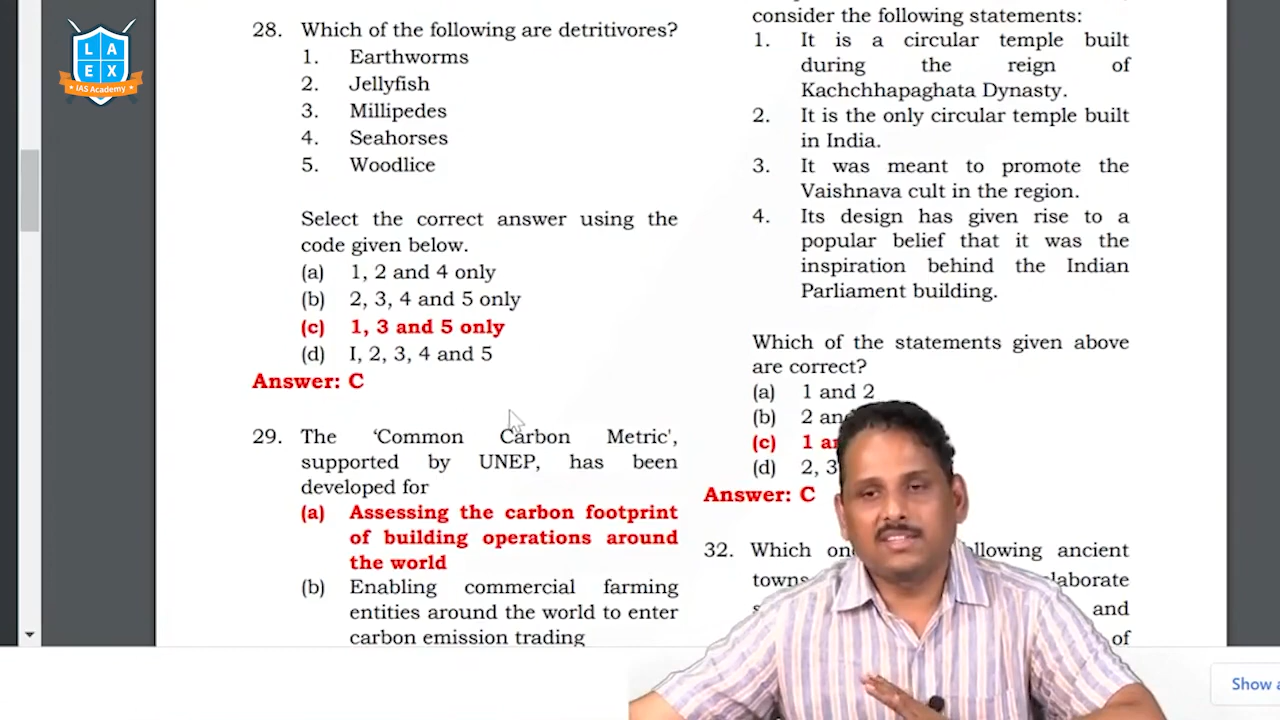 L A
E X
IAS Academy
28. Which of the following are detritivores?
1. Earthworms
2. Jellyfish
3. Millipedes
4. Seahorses
5. Woodlice
Select the correct answer using the
code given below.
(a) 1, 2 and 4 only
(b) 2, 3, 4 and 5 only
(c) 1, 3 and 5 only
(d) I, 2, 3, 4 and 5
Answer: C
29. The ‘Common Carbon Metric',
supported by UNEP, has been
developed for
(a) Assessing the carbon footprint
of building operations around
the world
(b) Enabling commercial farming
entities around the world to enter
carbon emission trading
consider the following statements:
1. It is a circular temple built
during the reign of
Kachchhapaghata Dynasty.
2. It is the only circular temple built
in India.
3. It was meant to promote the
Vaishnava cult in the region.
4. Its design has given rise to a
popular belief that it was the
inspiration behind the Indian
Parliament building.
Which of the statements given above
are correct?
(a) 1 and 2
(b) 2 an
(c) 1 a
(d) 2, 3
Answer: C
32. Which on llowing ancient
towns laborate
and
of
Show a